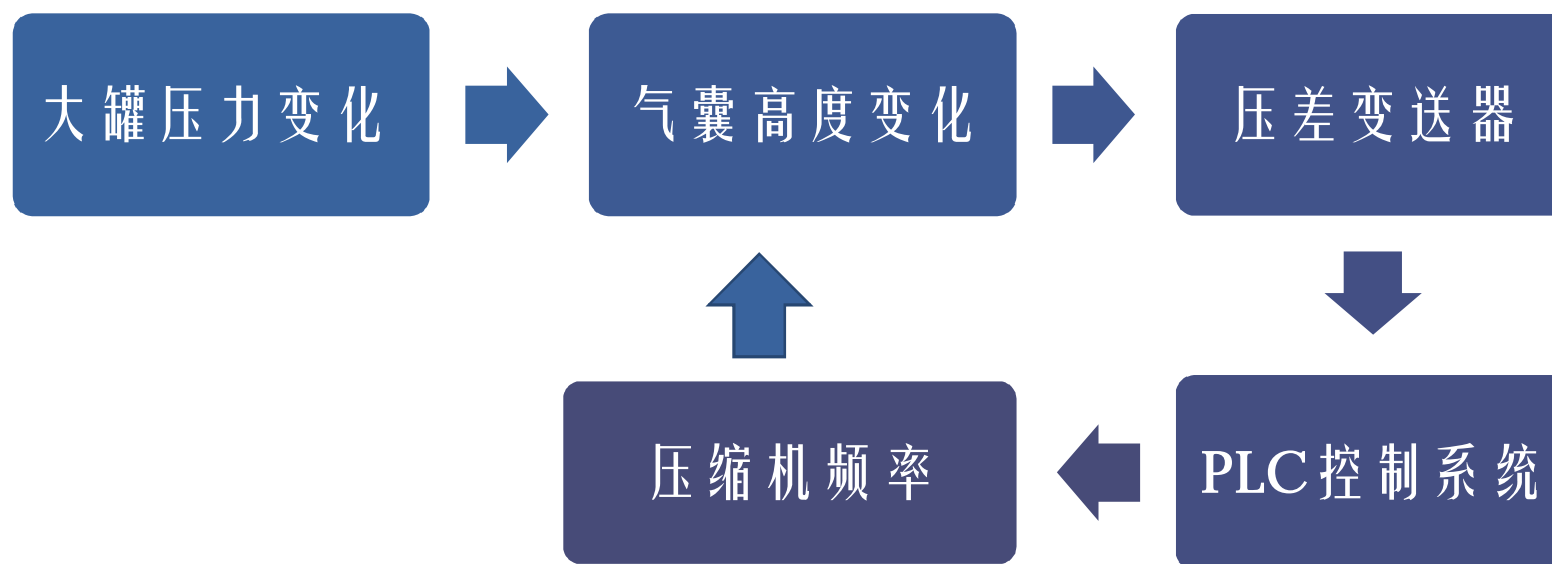 大罐压力变化
气囊高度变化
压差变送器
PLC控制系统
压缩机频率